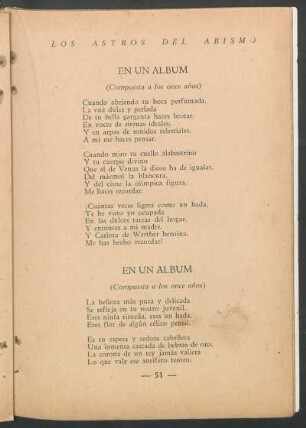 LOS ASTROS DEL ABISMO
EN UN ALBUM
(Compuesta a los once años)
Cuando abriendo tu boca perfumada,
La voz dulce y perlada
De tu bella garganta haces brotar,
En voces de sirenas ideales,
Y en arpas de sonidos celestiales,
A mí me haces pensar.
Cuando miro tu cuello alabastrino
Y tu cuerpo divino
Que al de Venus la diosa ha de igualar,
Del mármol la blancura,
Y del cisne la olímpica figura,
Me haces recordar.
¡Cuántas veces ligera como un hada,
Te he visto yo ocupada
En las dulces tareas del hogar,
Y entonces a mi madre,
Y Carlota de Werther heroína,
Me has hecho recordar!
EN UN ALBUM
(Compuesta a los once años)
La belleza más pura y delicada
Se refleja en tu rostro juvenil,
Eres ninfa risueña, eres un hada,
Eres flor de algún célico pensil.
Es tu espesa y sedosa cabellera
Una inmensa cascada de hebras de oro,
La corona de un rey jamás valiera
Lo que vale ese aurífero tesoro.
— 51 —